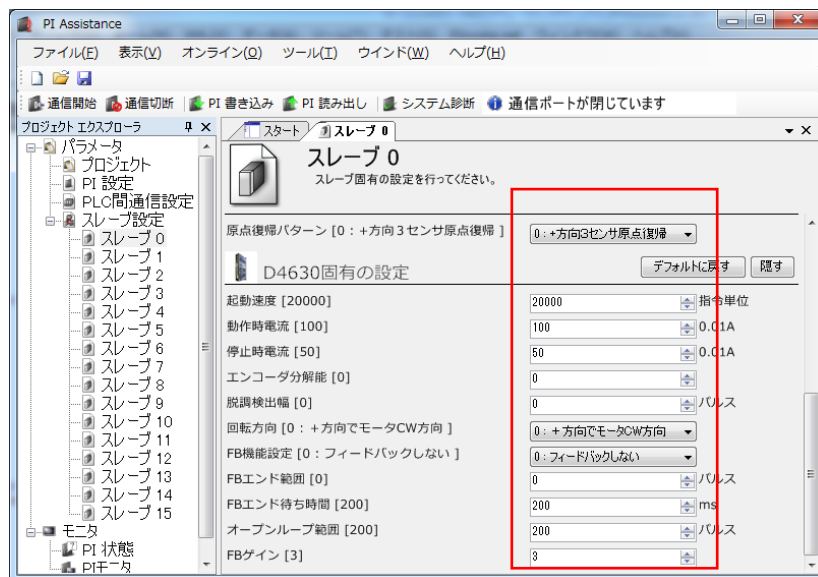 PI Assistance
ファイル(F) 表示(V) オンライン(O) ツール(T) ウインド(W) ヘルプ(H)
通信開始 通信切断 PI 書き込み PI 読み出し システム診断 通信ポートが閉じています
プロジェクト エクスプローラ
スタート スレーブ 0
パラメータ
プロジェクト
PI 設定
PLC間通信設定
スレーブ設定
スレーブ 0
スレーブ 1
スレーブ 2
スレーブ 3
スレーブ 4
スレーブ 5
スレーブ 6
スレーブ 7
スレーブ 8
スレーブ 9
スレーブ 10
スレーブ 11
スレーブ 12
スレーブ 13
スレーブ 14
スレーブ 15
モニタ
PI 状態
PIモニタ
スレーブ 0
スレーブ固有の設定を行ってください。
原点復帰パターン [0：+方向３センサ原点復帰 ] 0：+方向3センサ原点復帰
D4630固有の設定 デフォルトに戻す 隠す
起動速度 [20000] 20000 指令単位
動作時電流 [100] 100 0.01A
停止時電流 [50] 50 0.01A
エンコーダ分解能 [0] 0
脱調検出幅 [0] 0 パルス
回転方向 [0：+方向でモータCW方向 ] 0：+方向でモータCW方向
FB機能設定 [0：フィードバックしない ] 0：フィードバックしない
FBエンド範囲 [0] 0 パルス
FBエンド待ち時間 [200] 200 ms
オープンループ範囲 [200] 200 パルス
FBゲイン [3] 3